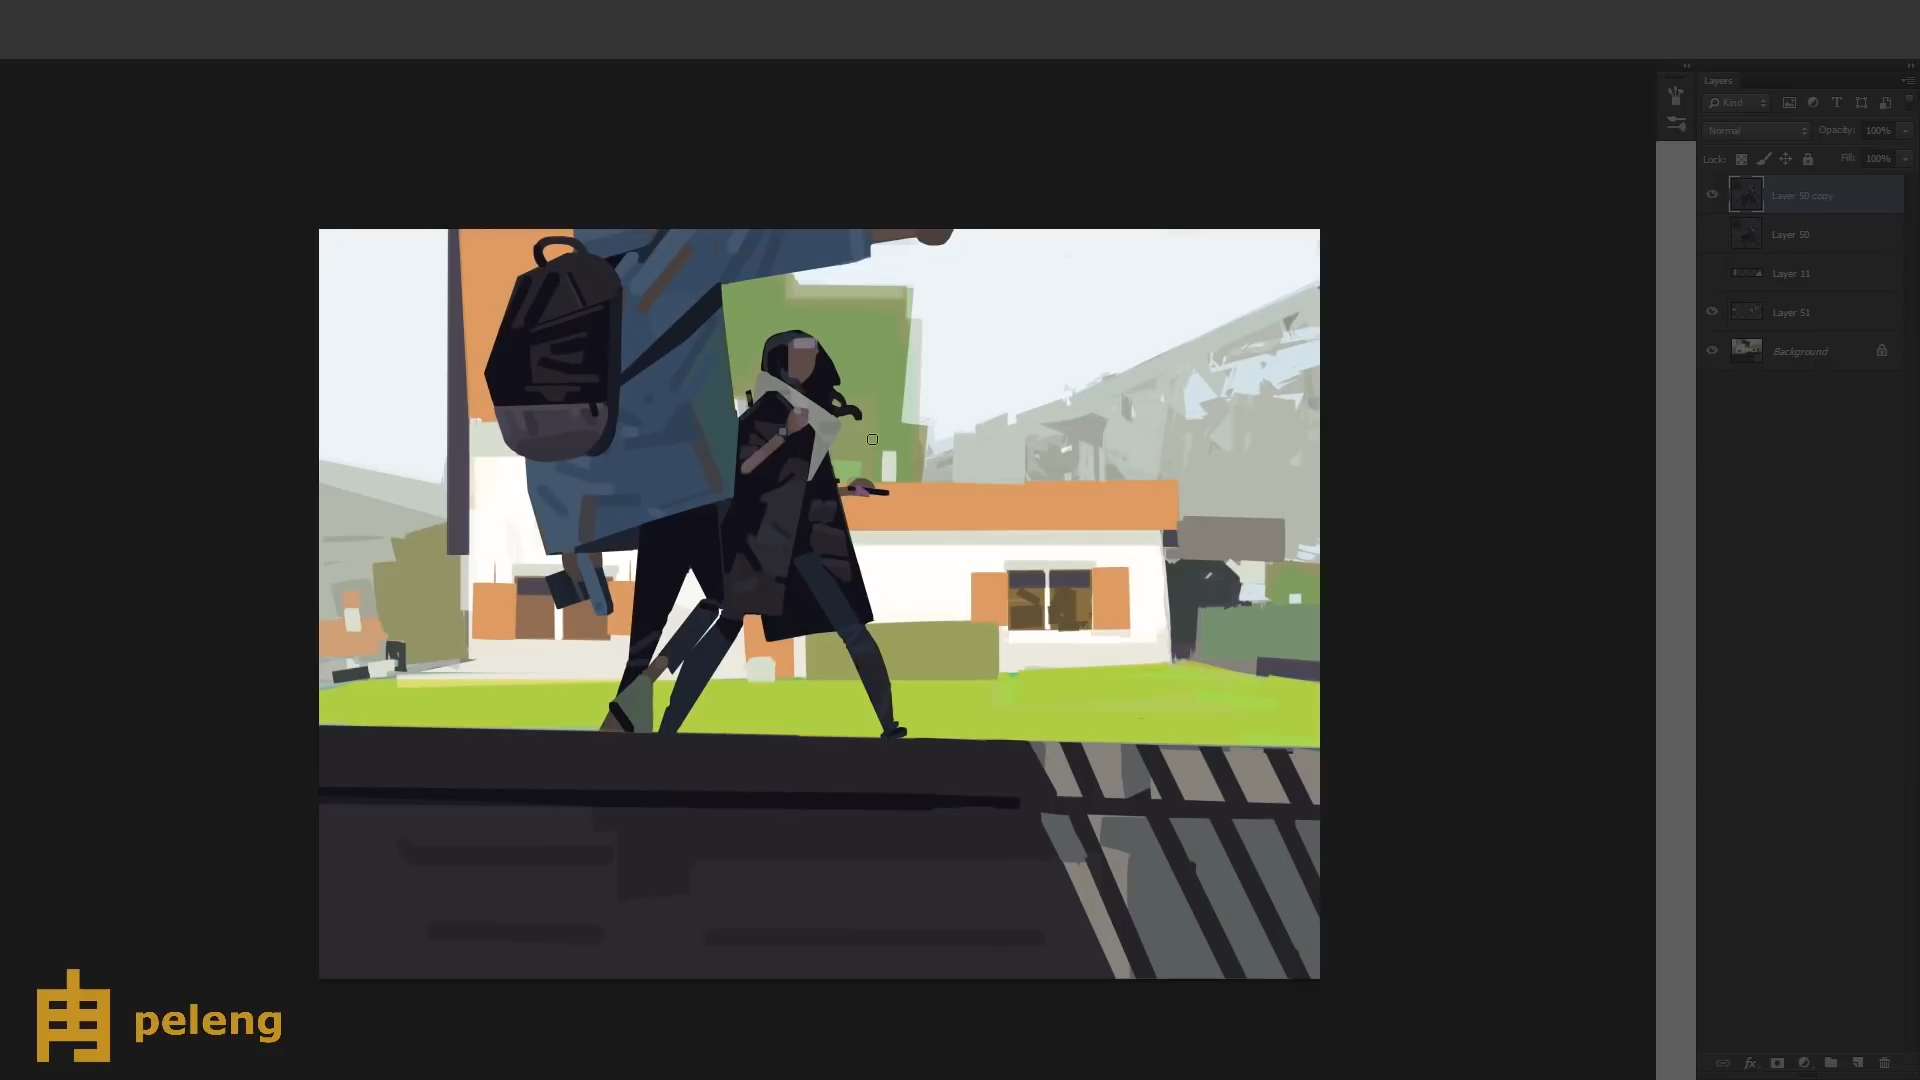 Layers
Kind
Normal
Opacity: 100%
Lock:
Fill: 100%
Layer 50 copy
Layer 50
Layer 11
Layer 51
Background
fx
peleng